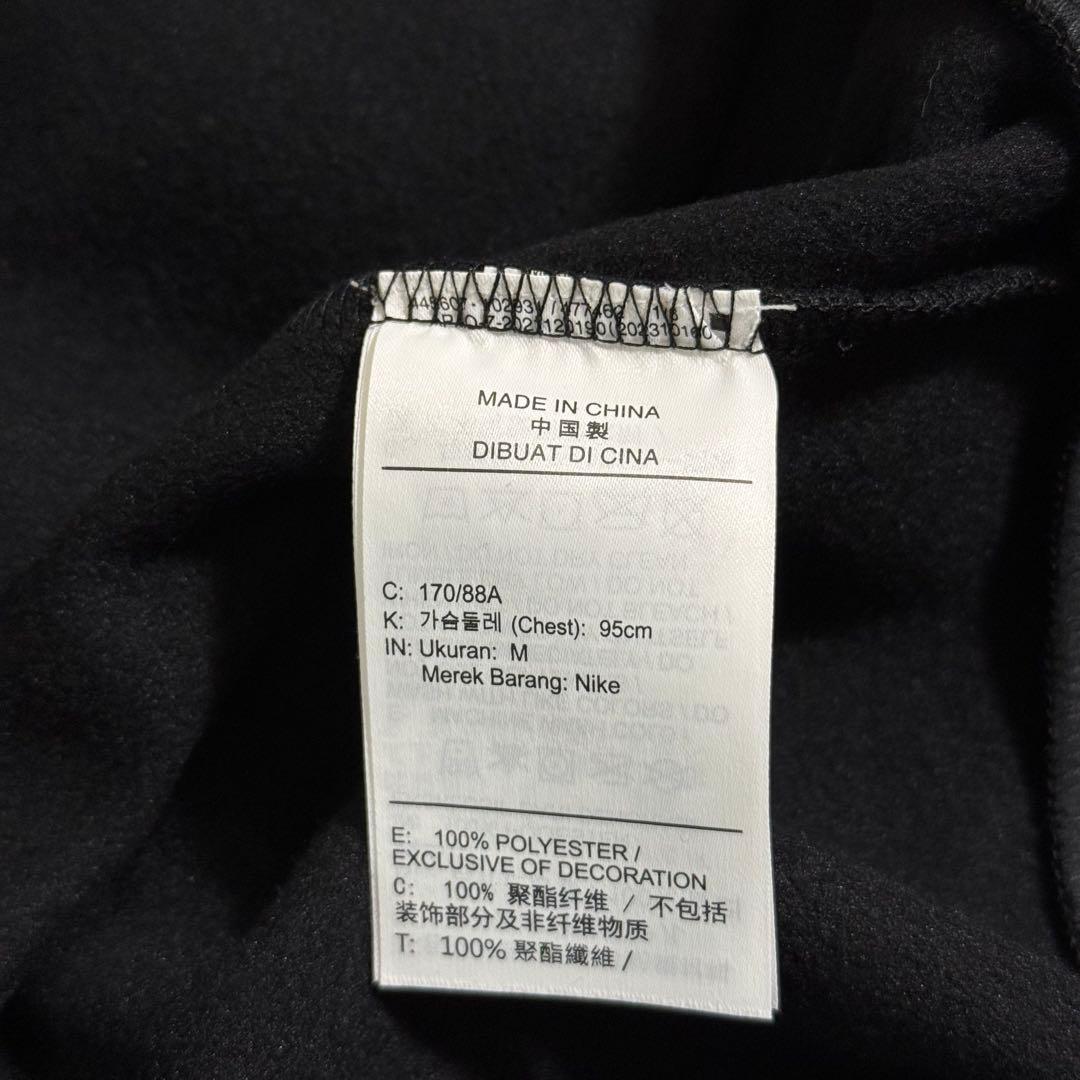 MADE IN CHINA
中国製
DIBUAT DI CINA
C: 170/88A
K: 가슴둘레 (Chest): 95cm
IN: Ukuran: M
Merek Barang: Nike
E: 100% POLYESTER /
EXCLUSIVE OF DECORATION
C: 100% 聚酯纤维 / 不包括
装饰部分及非纤维物质
T: 100% 聚酯纖維 /